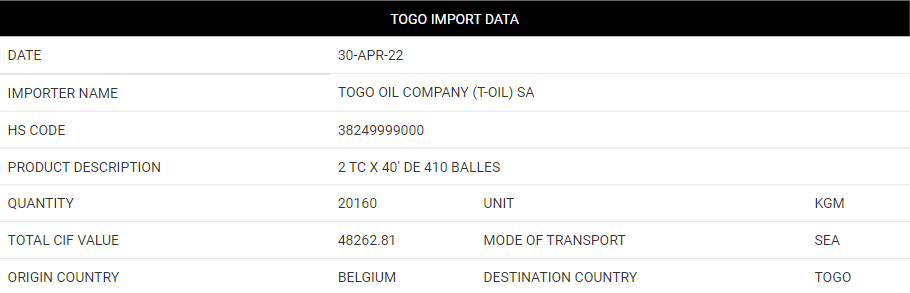 TOGO IMPORT DATA
DATE 30-APR-22
IMPORTER NAME TOGO OIL COMPANY (T-OIL) SA
HS CODE 38249999000
PRODUCT DESCRIPTION 2 TC X 40' DE 410 BALLES
QUANTITY 20160 UNIT KGM
TOTAL CIF VALUE 48262.81 MODE OF TRANSPORT SEA
ORIGIN COUNTRY BELGIUM DESTINATION COUNTRY TOGO